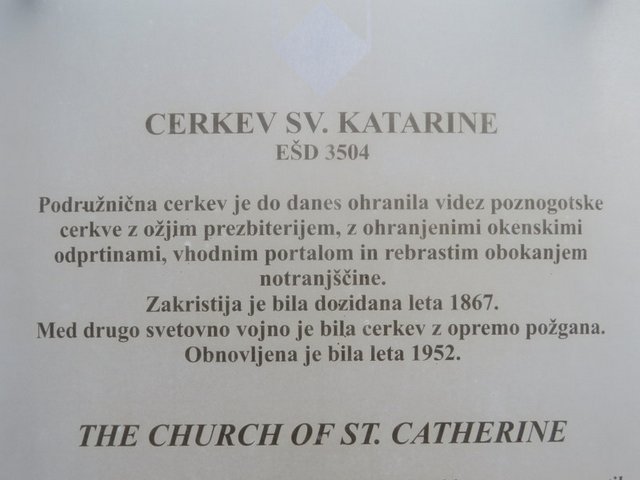 CERKEV SV. KATARINE
EŠD 3504
Podružnična cerkev je do danes ohranila videz poznogotske
cerkve z ožjim prezbiterijem, z ohranjenimi okenskimi
odprtinami, vhodnim portalom in rebrastim obokanjem
notranjščine.
Zakristija je bila dozidana leta 1867.
Med drugo svetovno vojno je bila cerkev z opremo požgana.
Obnovljena je bila leta 1952.
THE CHURCH OF ST. CATHERINE